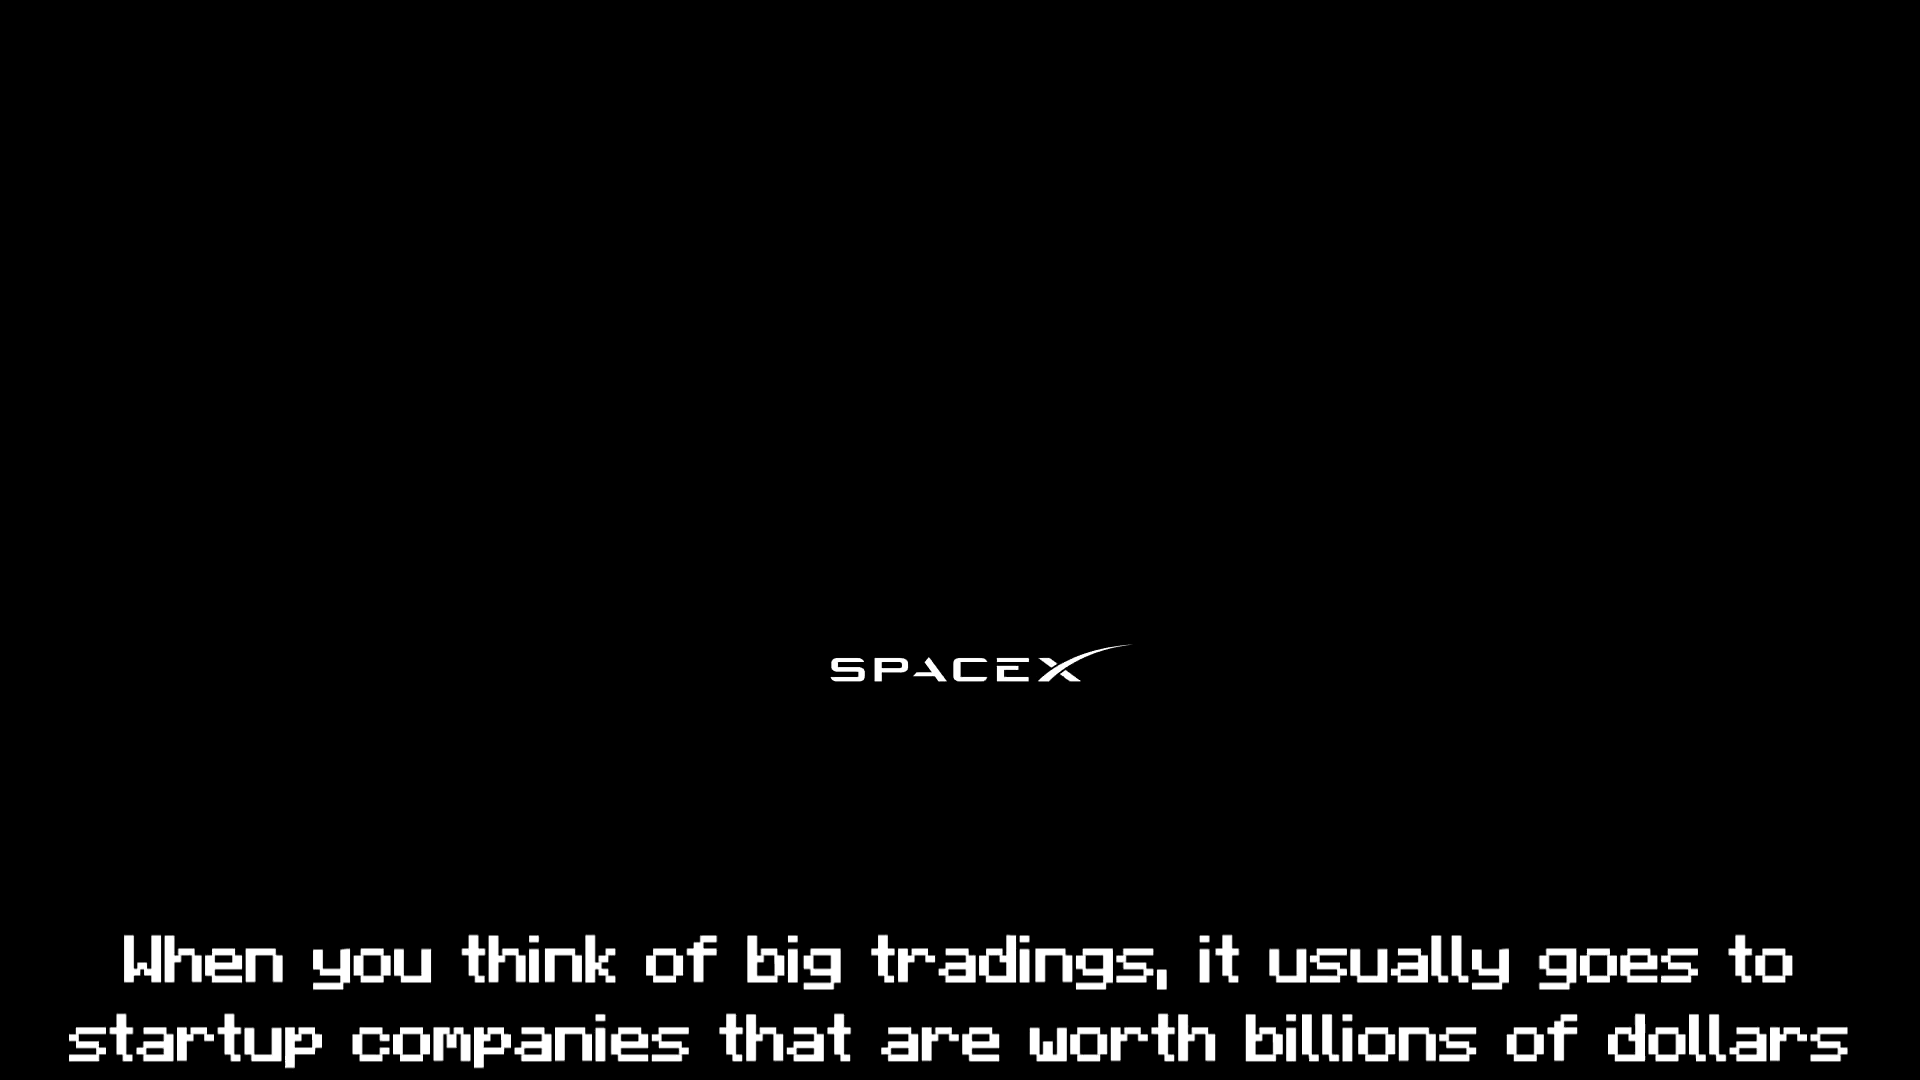 SPACEX
When you think of big tradings, it usually goes to
startup companies that are worth billions of dollars